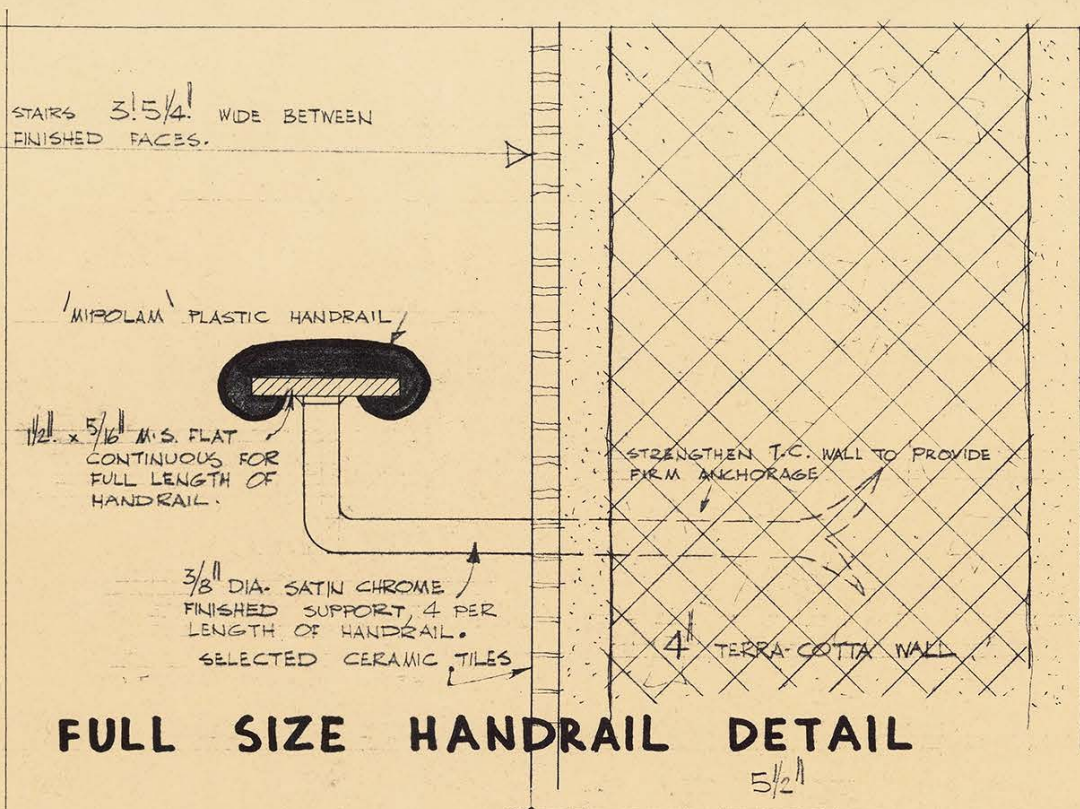 STAIRS 3'.5¼" WIDE BETWEEN
FINISHED FACES.
'MIPOLAM' PLASTIC HANDRAIL
1½" x 5/16" M.S. FLAT
CONTINUOUS FOR
FULL LENGTH OF
HANDRAIL.
STRENGTHEN T.C. WALL TO PROVIDE
FIRM ANCHORAGE
3/8" DIA. SATIN CHROME
FINISHED SUPPORT, 4 PER
LENGTH OF HANDRAIL.
SELECTED CERAMIC TILES
4" TERRA-COTTA WALL
FULL SIZE HANDRAIL DETAIL
5½"